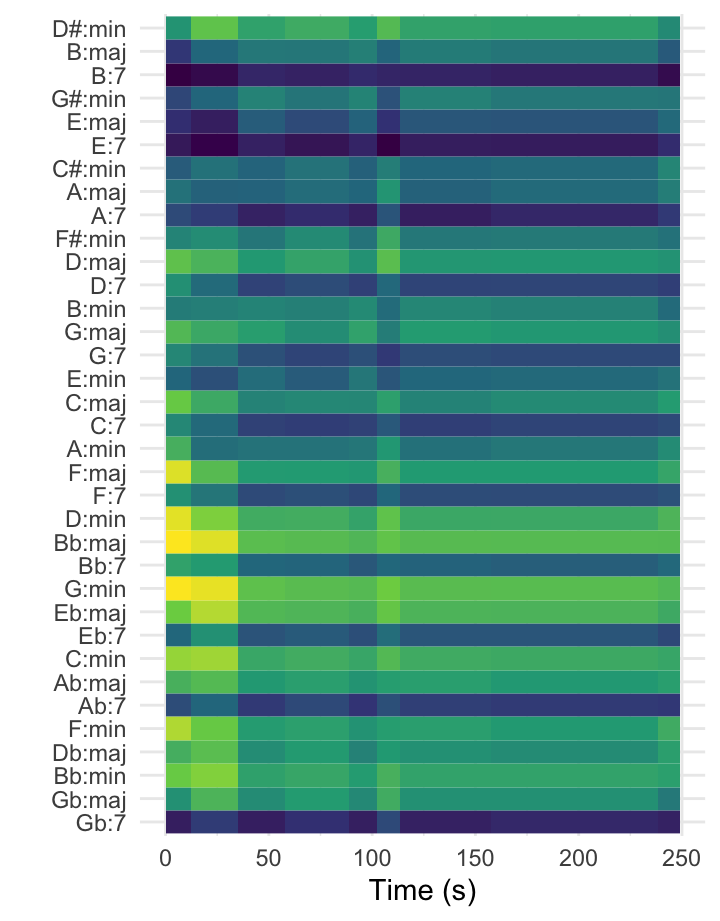 D#:min
B:maj
B:7
G#:min
E:maj
E:7
C#:min
A:maj
A:7
F#:min
D:maj
D:7
B:min
G:maj
G:7
E:min
C:maj
C:7
A:min
F:maj
F:7
D:min
Bb:maj
Bb:7
G:min
Eb:maj
Eb:7
C:min
Ab:maj
Ab:7
F:min
Db:maj
Bb:min
Gb:maj
Gb:7
0 50 100 150 200 250
Time (s)